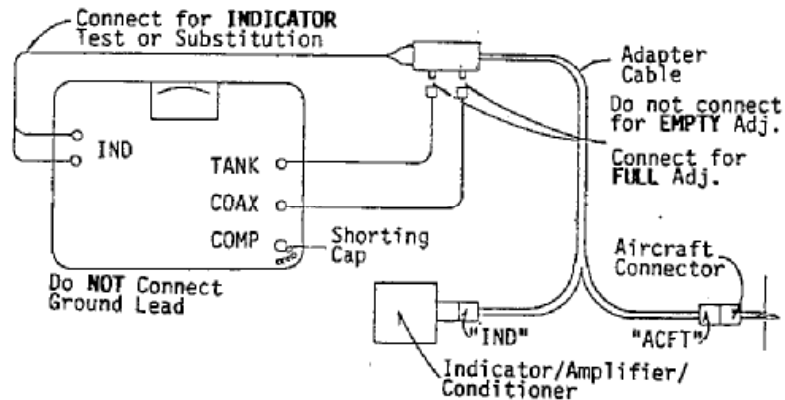 Connect for INDICATOR
Test or Substitution
Adapter
Cable
Do not connect
for EMPTY Adj.
Connect for
FULL Adj.
IND
TANK
COAX
COMP
Shorting
Cap
Do NOT Connect
Ground Lead
Aircraft
Connector
"IND"
"ACFT"
Indicator/Amplifier/
Conditioner